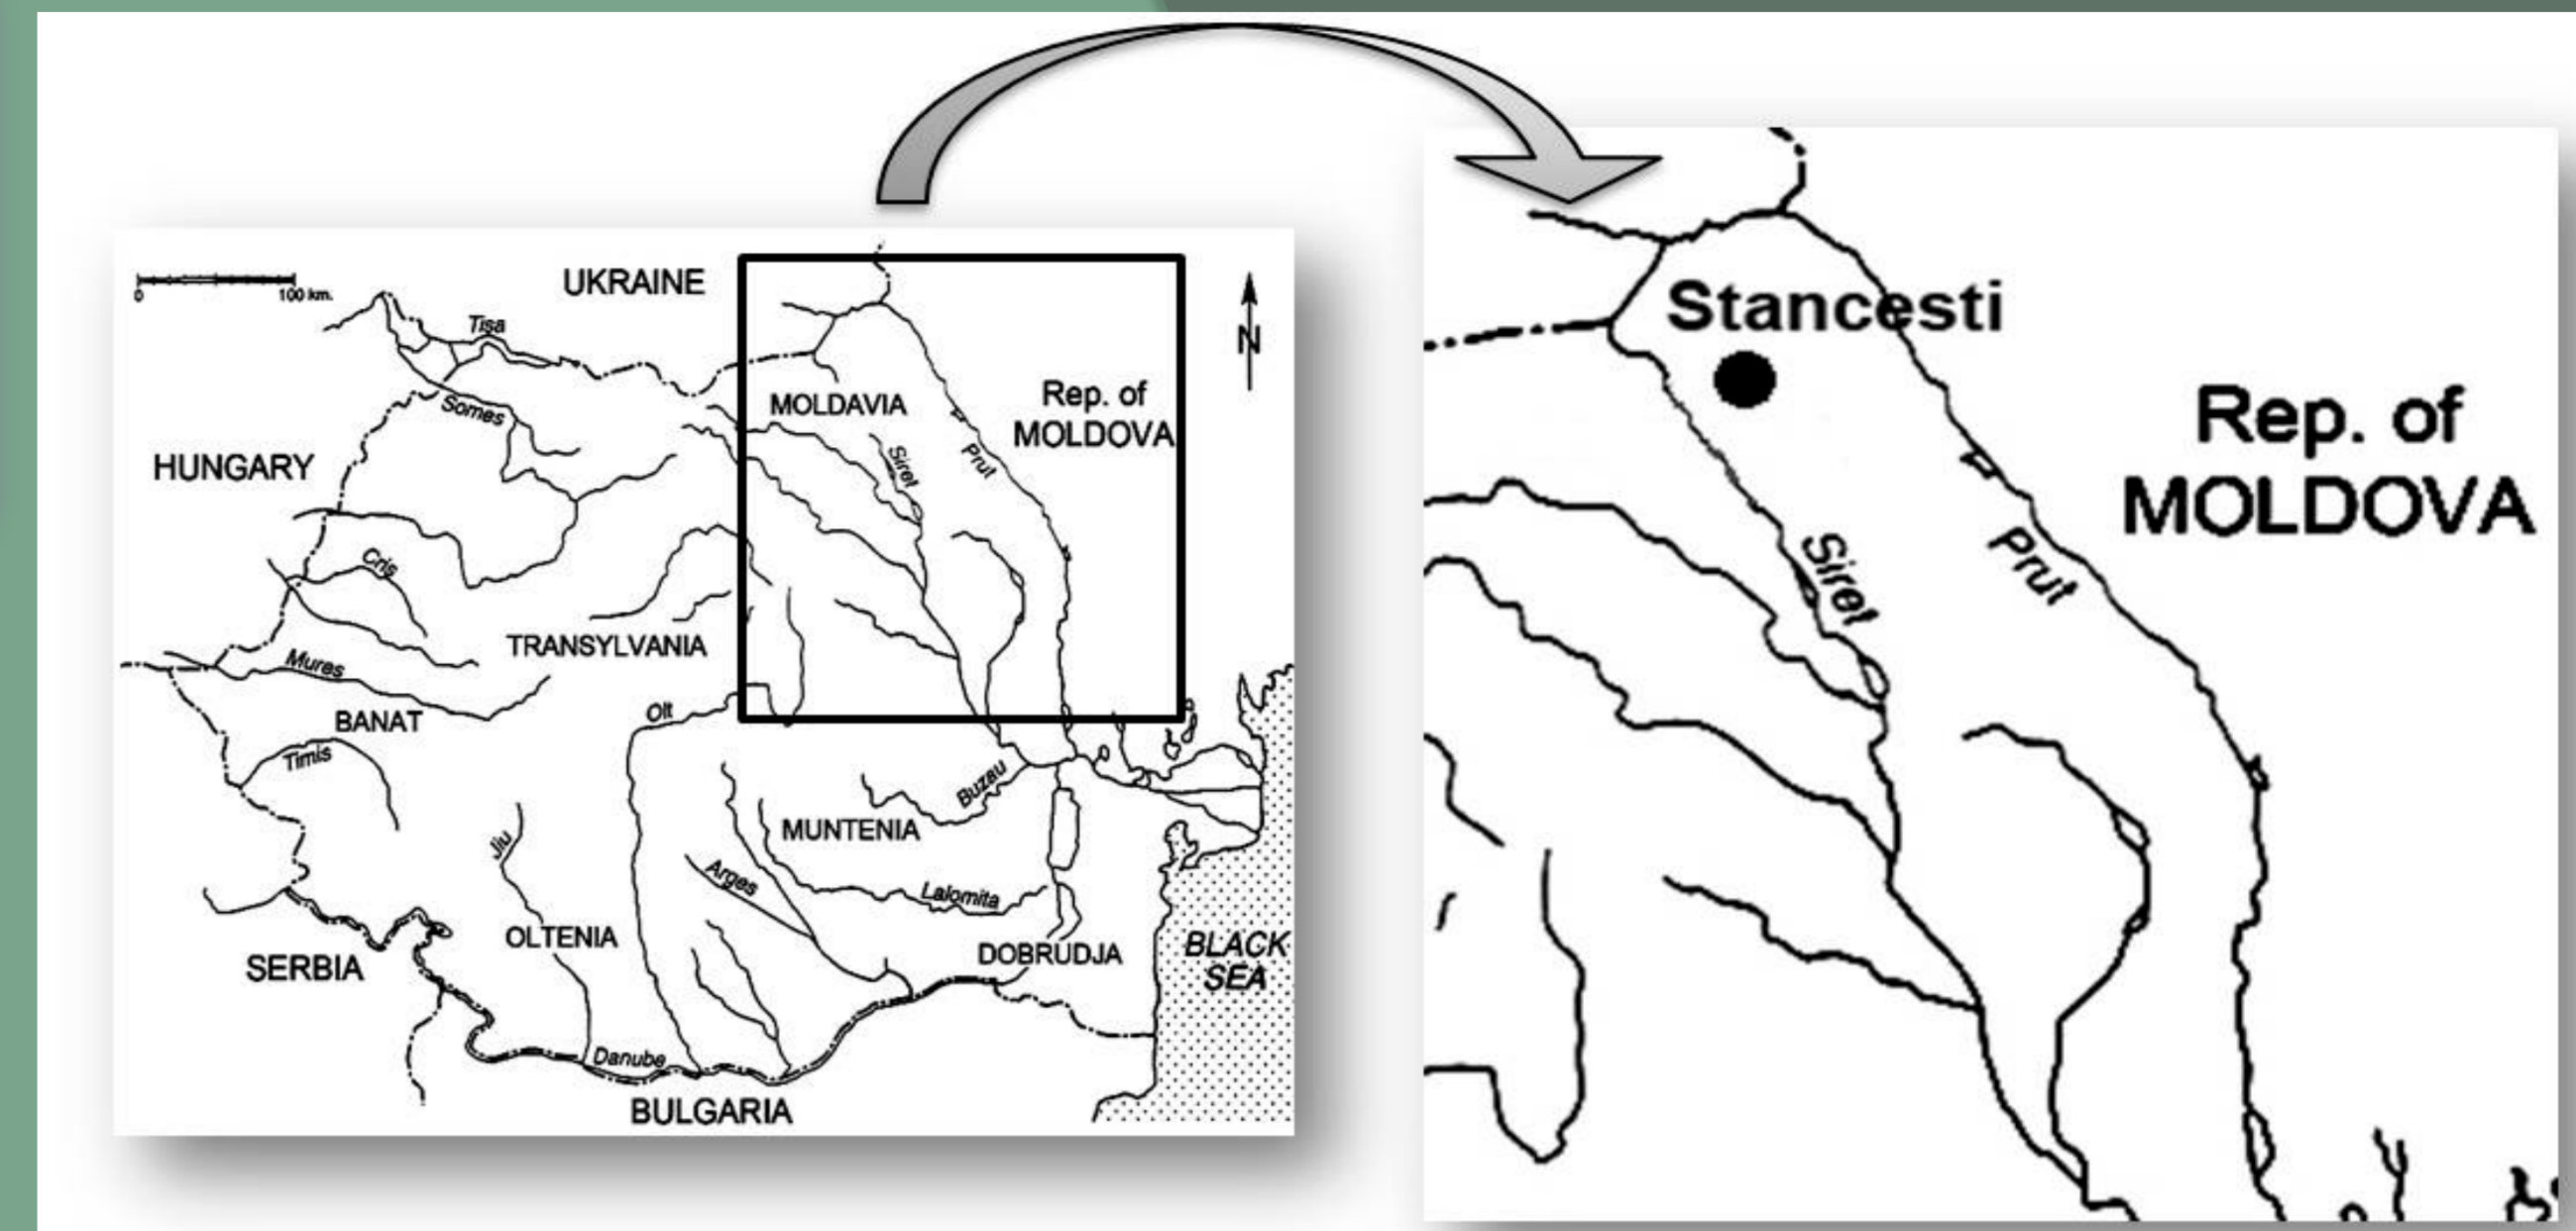 UKRAINE
0
100 km.
N
Tisa
MOLDAVIA
Rep. of
MOLDOVA
Somes
HUNGARY
Siret
Prut
Cris
TRANSYLVANIA
Mures
BANAT
Olt
Timis
Buzau
MUNTENIA
Jiu
Arges
Lalomita
OLTENIA
DOBRUDJA
BLACK
SEA
SERBIA
Danube
BULGARIA
Stancesti
Rep. of
MOLDOVA
Siret
Prut